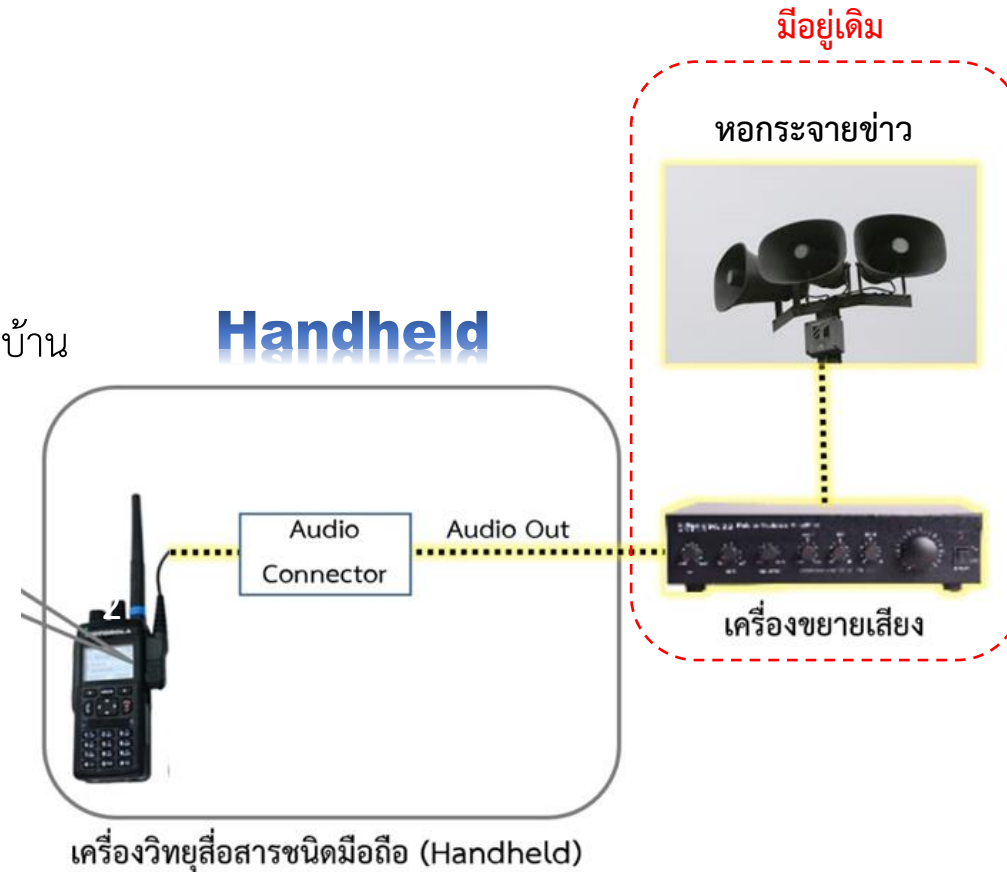 มีอยู่เดิม
หอกระจายข่าว
บ้าน
Handheld
Audio
Connector
Audio Out
2
MOTOROLA
เครื่องขยายเสียง
เครื่องวิทยุสื่อสารชนิดมือถือ (Handheld)